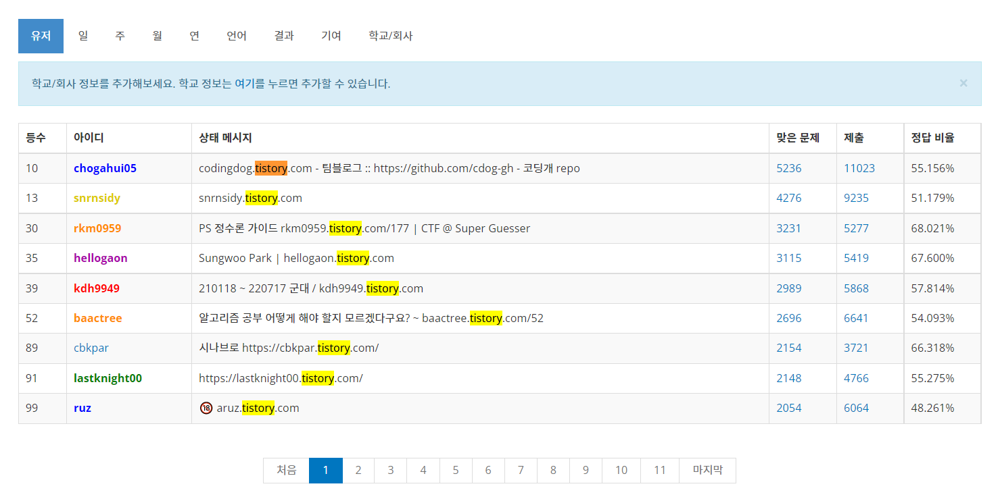 유저 일 주 월 연 언어 결과 기여 학교/회사
학교/회사 정보를 추가해보세요. 학교 정보는 여기를 누르면 추가할 수 있습니다. ×
등수 아이디 상태 메시지 맞은 문제 제출 정답 비율
10 chogahui05 codingdog.tistory.com - 팀블로그 :: https://github.com/cdog-gh - 코딩개 repo 5236 11023 55.156%
13 snrnsidy snrnsidy.tistory.com 4276 9235 51.179%
30 rkm0959 PS 정수론 가이드 rkm0959.tistory.com/177 | CTF @ Super Guesser 3231 5277 68.021%
35 hellogaon Sungwoo Park | hellogaon.tistory.com 3115 5419 67.600%
39 kdh9949 210118 ~ 220717 군대 / kdh9949.tistory.com 2989 5868 57.814%
52 baactree 알고리즘 공부 어떻게 해야 할지 모르겠다구요? ~ baactree.tistory.com/52 2696 6641 54.093%
89 cbkpar 시나브로 https://cbkpar.tistory.com/ 2154 3721 66.318%
91 lastknight00 https://lastknight00.tistory.com/ 2148 4766 55.275%
99 ruz 🔞 aruz.tistory.com 2054 6064 48.261%
처음 1 2 3 4 5 6 7 8 9 10 11 마지막